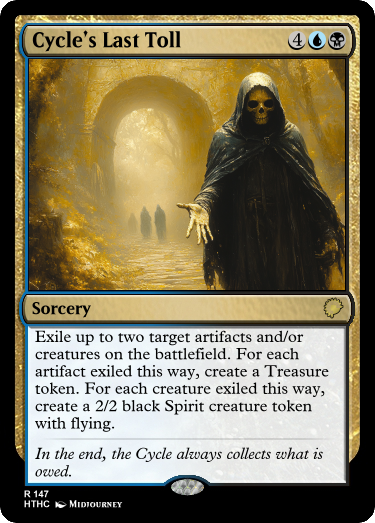 Cycle's Last Toll 4
Sorcery
Exile up to two target artifacts and/or
creatures on the battlefield. For each
artifact exiled this way, create a Treasure
token. For each creature exiled this way,
create a 2/2 black Spirit creature token
with flying.
In the end, the Cycle always collects what is
owed.
R 147
HTHC Midjourney